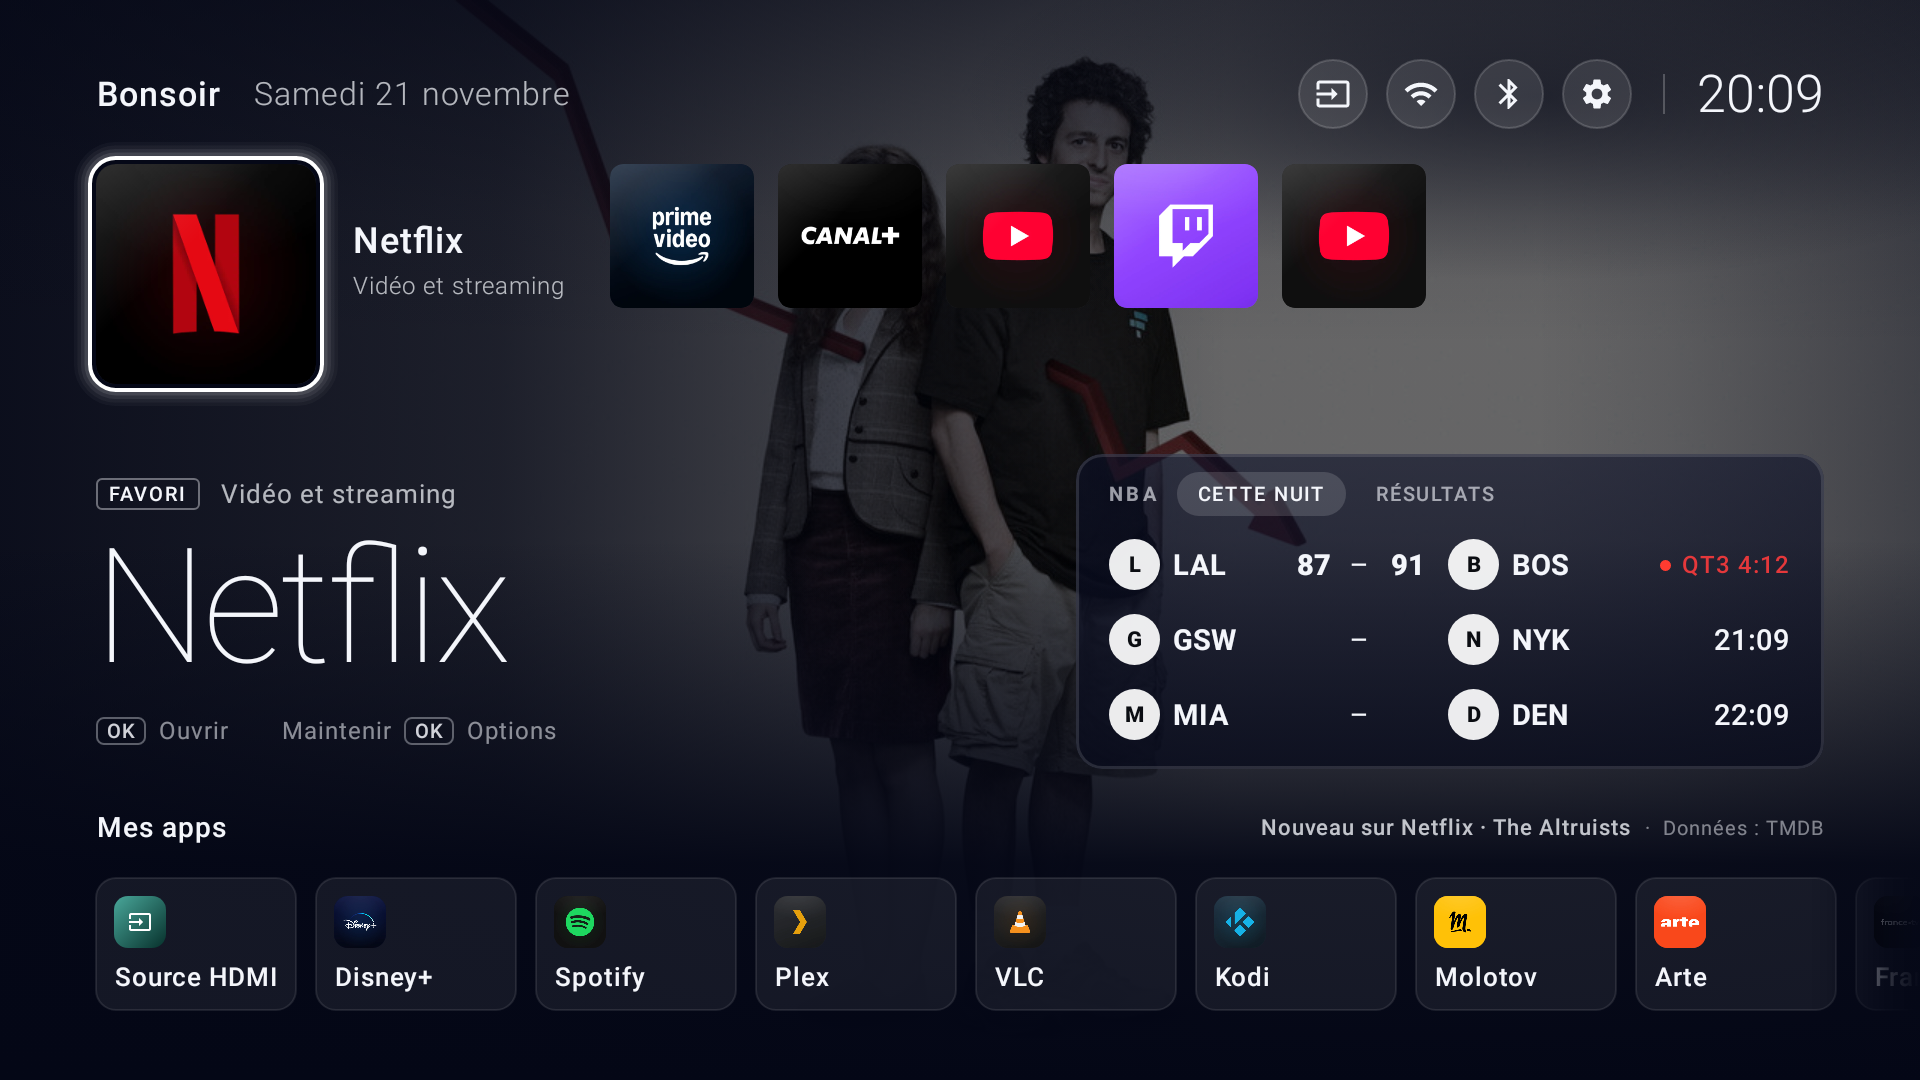 Bonsoir Samedi 21 novembre
20:09
Netflix
Vidéo et streaming
prime video
CANAL+
FAVORI Vidéo et streaming
Netflix
OK Ouvrir Maintenir OK Options
NBA CETTE NUIT RÉSULTATS
L LAL 87 – 91 B BOS • QT3 4:12
G GSW – N NYK 21:09
M MIA – D DEN 22:09
Mes apps
Nouveau sur Netflix · The Altruists · Données : TMDB
Disney+
arte
Source HDMI
Disney+
Spotify
Plex
VLC
Kodi
Molotov
Arte